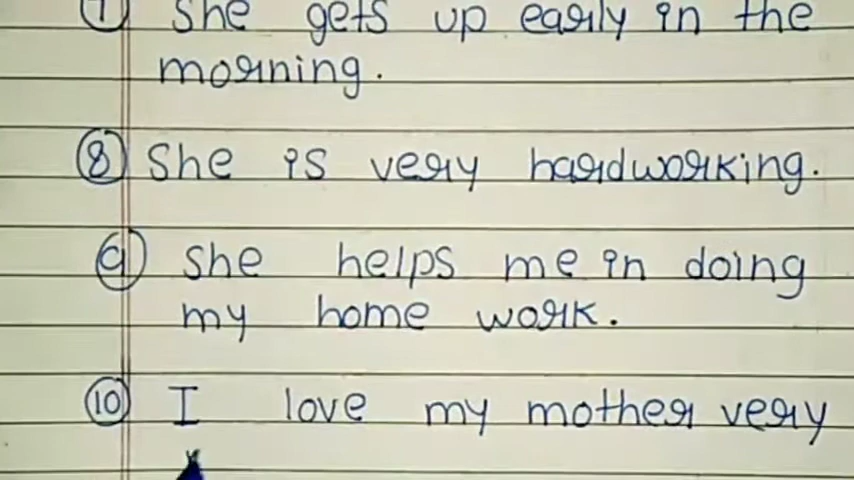 7 She gets up early in the
morning.
8 She is very hardworking.
9 She helps me in doing
my home work.
10 I love my mother very